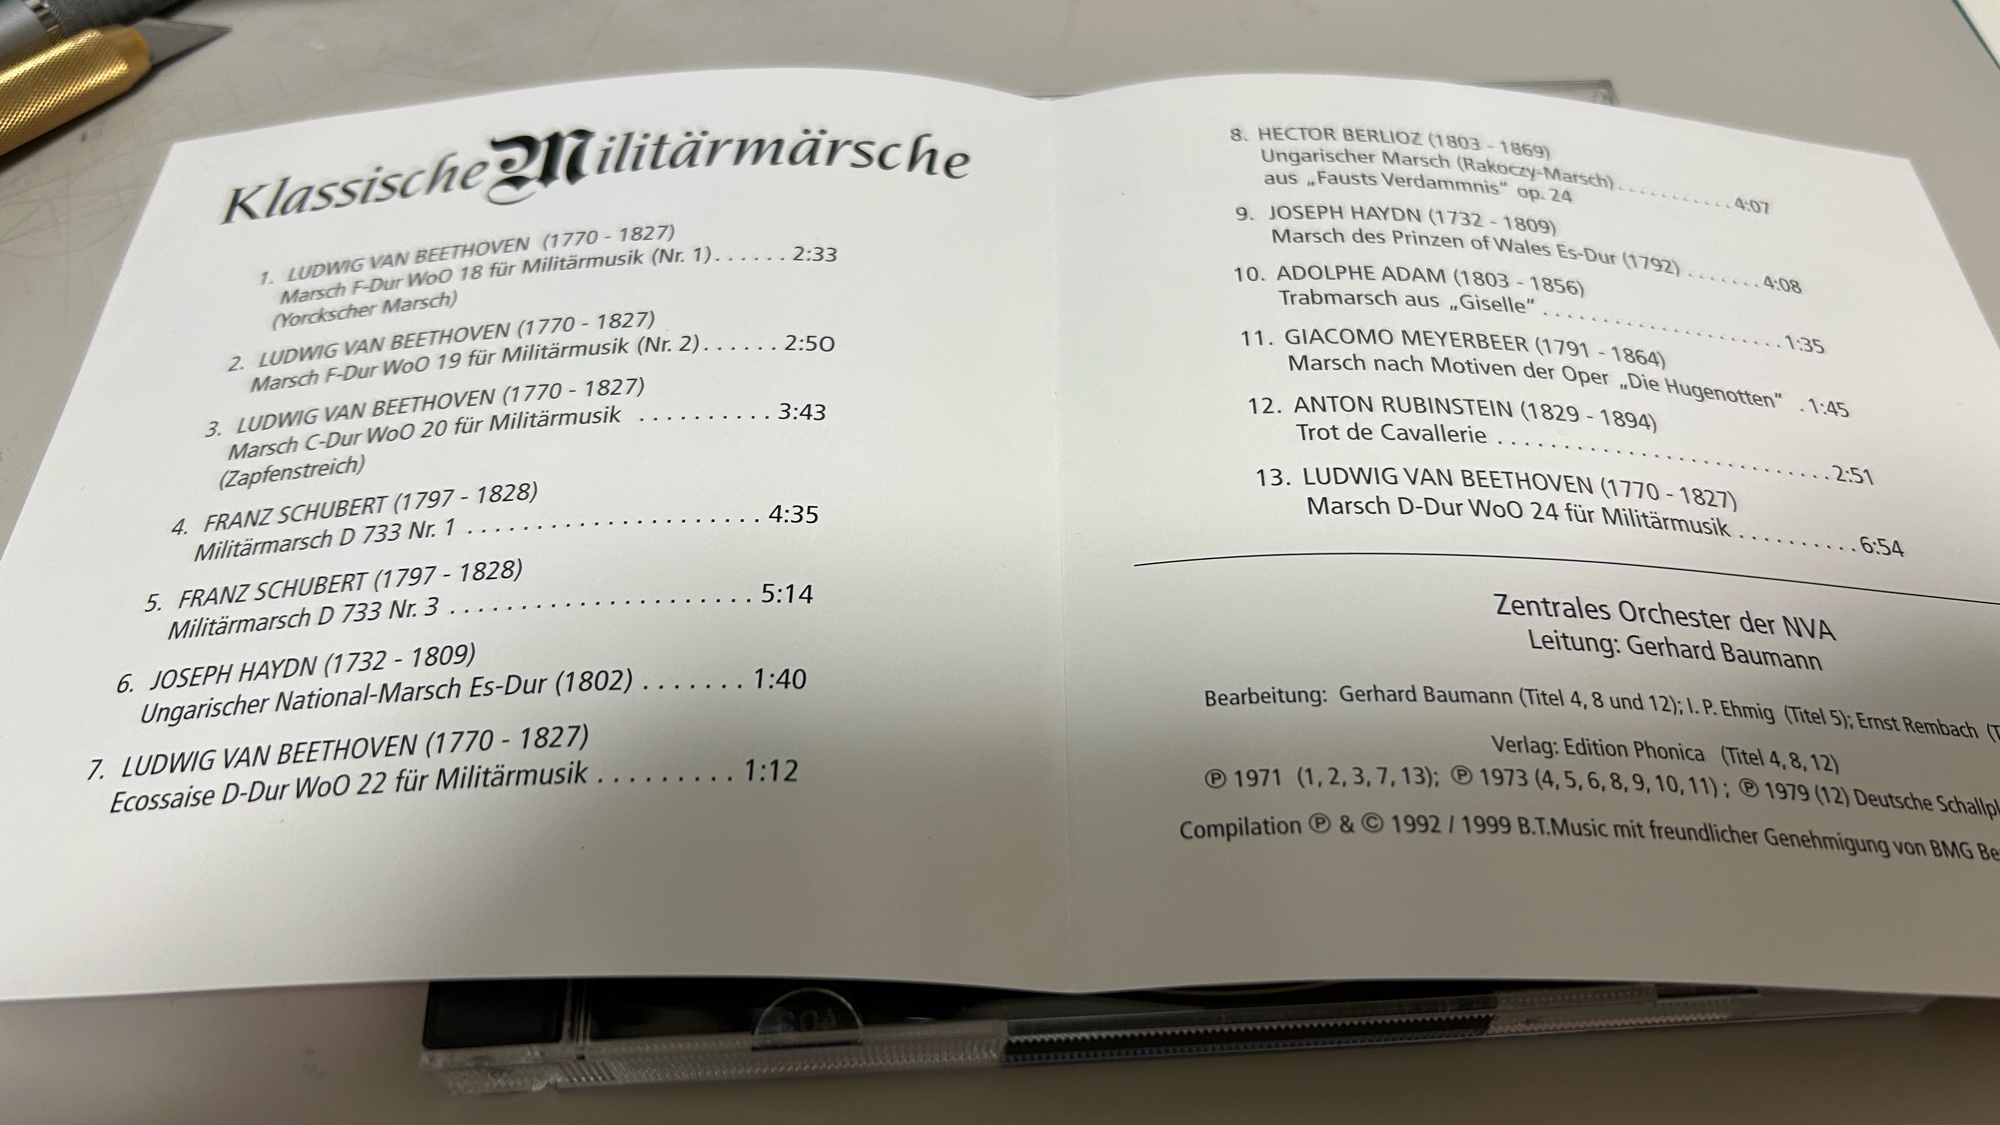 Klassische Militärmärsche
1. LUDWIG VAN BEETHOVEN (1770 - 1827)
Marsch F-Dur WoO 18 für Militärmusik (Nr. 1)...... 2:33
(Yorckscher Marsch)
2. LUDWIG VAN BEETHOVEN (1770 - 1827)
Marsch F-Dur WoO 19 für Militärmusik (Nr. 2)...... 2:50
3. LUDWIG VAN BEETHOVEN (1770 - 1827)
Marsch C-Dur WoO 20 für Militärmusik .......... 3:43
(Zapfenstreich)
4. FRANZ SCHUBERT (1797 - 1828)
Militärmarsch D 733 Nr. 1 ..................... 4:35
5. FRANZ SCHUBERT (1797 - 1828)
Militärmarsch D 733 Nr. 3 ...................... 5:14
6. JOSEPH HAYDN (1732 - 1809)
Ungarischer National-Marsch Es-Dur (1802) ....... 1:40
7. LUDWIG VAN BEETHOVEN (1770 - 1827)
Ecossaise D-Dur WoO 22 für Militärmusik .......... 1:12
8. HECTOR BERLIOZ (1803 - 1869)
Ungarischer Marsch (Rakoczy-Marsch)...........4:07
aus „Fausts Verdammnis“ op. 24
9. JOSEPH HAYDN (1732 - 1809)
Marsch des Prinzen of Wales Es-Dur (1792) .......4:08
10. ADOLPHE ADAM (1803 - 1856)
Trabmarsch aus „Giselle“ ..................1:35
11. GIACOMO MEYERBEER (1791 - 1864)
Marsch nach Motiven der Oper „Die Hugenotten“ .1:45
12. ANTON RUBINSTEIN (1829 - 1894)
Trot de Cavallerie ........................2:51
13. LUDWIG VAN BEETHOVEN (1770 - 1827)
Marsch D-Dur WoO 24 für Militärmusik ..........6:54
Zentrales Orchester der NVA
Leitung: Gerhard Baumann
Bearbeitung: Gerhard Baumann (Titel 4, 8 und 12); I. P. Ehmig (Titel 5); Ernst Rembach (T
Verlag: Edition Phonica (Titel 4, 8, 12)
℗ 1971 (1, 2, 3, 7, 13); ℗ 1973 (4, 5, 6, 8, 9, 10, 11) ; ℗ 1979 (12) Deutsche Schallpl
Compilation ℗ & © 1992 / 1999 B.T.Music mit freundlicher Genehmigung von BMG Be